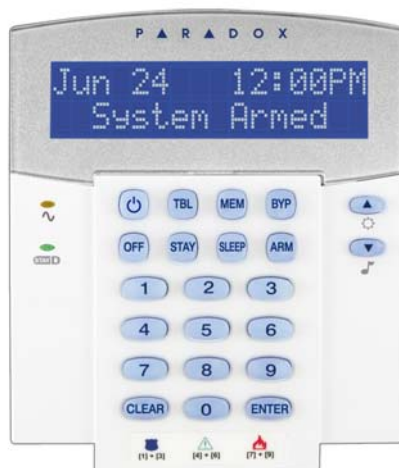 PARADOX
Jun 24 12:00PM
System Armed
TBL MEM BYP
OFF STAY SLEEP ARM
1 2 3
4 5 6
7 8 9
CLEAR 0 ENTER
[1] + [3] [4] + [6] [7] + [9]